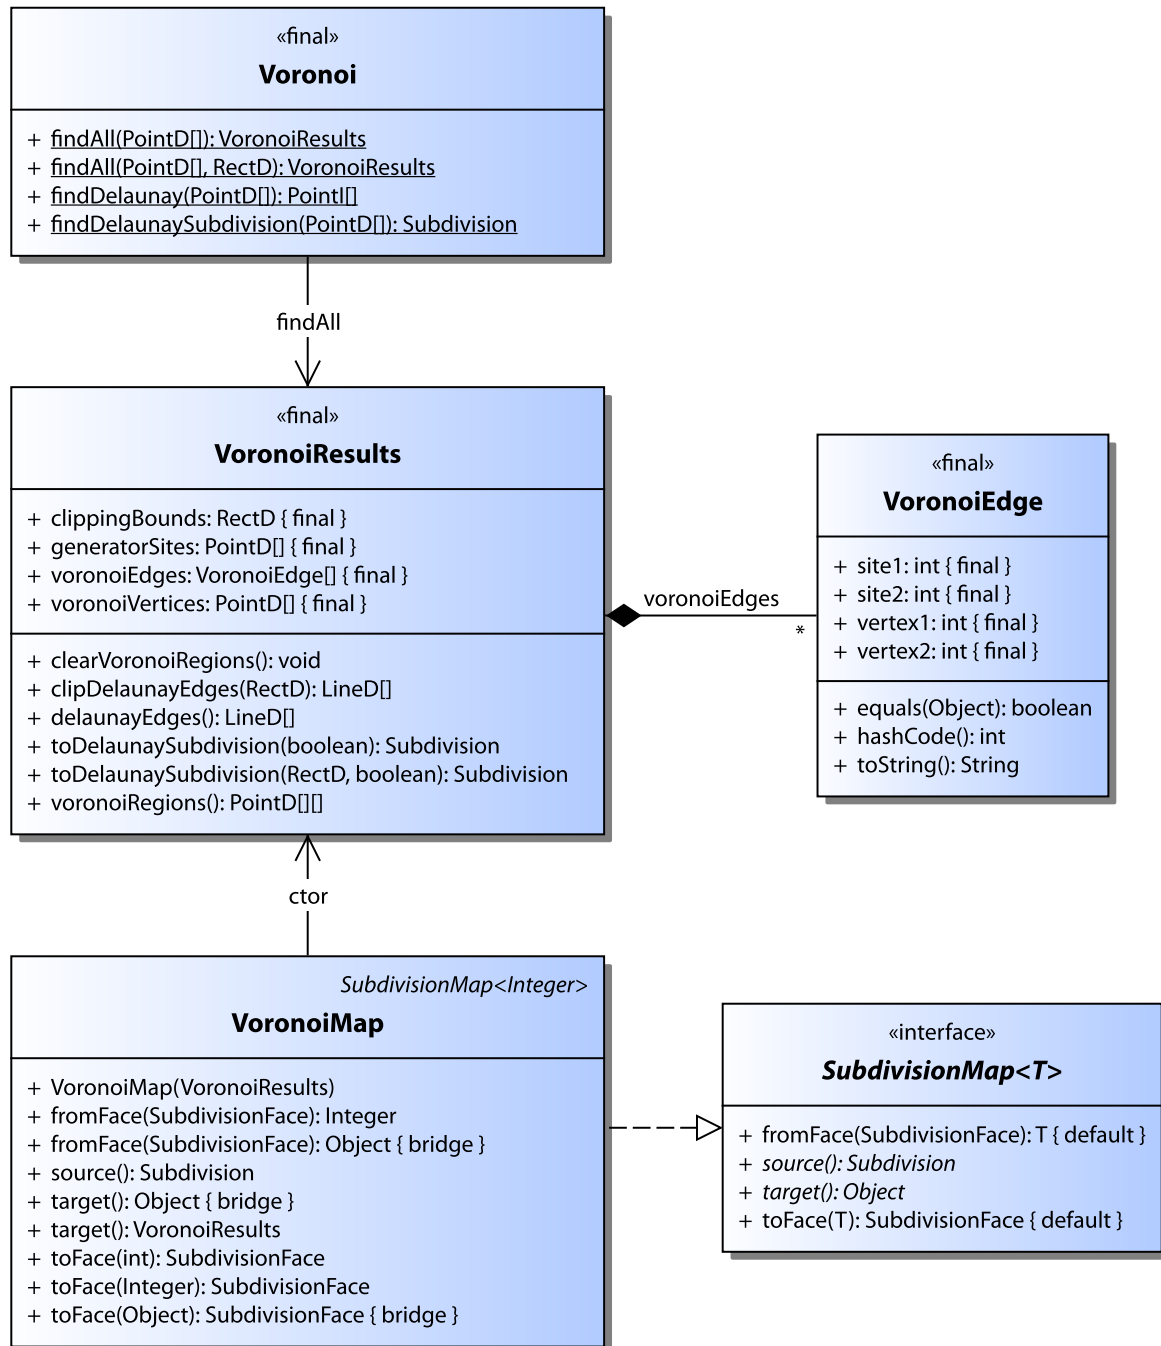 «final»
Voronoi
+ findAll(PointD[]): VoronoiResults
+ findAll(PointD[], RectD): VoronoiResults
+ findDelaunay(PointD[]): PointI[]
+ findDelaunaySubdivision(PointD[]): Subdivision
findAll
«final»
VoronoiResults
+ clippingBounds: RectD { final }
+ generatorSites: PointD[] { final }
+ voronoiEdges: VoronoiEdge[] { final }
+ voronoiVertices: PointD[] { final }
+ clearVoronoiRegions(): void
+ clipDelaunayEdges(RectD): LineD[]
+ delaunayEdges(): LineD[]
+ toDelaunaySubdivision(boolean): Subdivision
+ toDelaunaySubdivision(RectD, boolean): Subdivision
+ voronoiRegions(): PointD[][]
voronoiEdges
*
«final»
VoronoiEdge
+ site1: int { final }
+ site2: int { final }
+ vertex1: int { final }
+ vertex2: int { final }
+ equals(Object): boolean
+ hashCode(): int
+ toString(): String
ctor
SubdivisionMap<Integer>
VoronoiMap
+ VoronoiMap(VoronoiResults)
+ fromFace(SubdivisionFace): Integer
+ fromFace(SubdivisionFace): Object { bridge }
+ source(): Subdivision
+ target(): Object { bridge }
+ target(): VoronoiResults
+ toFace(int): SubdivisionFace
+ toFace(Integer): SubdivisionFace
+ toFace(Object): SubdivisionFace { bridge }
«interface»
SubdivisionMap<T>
+ fromFace(SubdivisionFace): T { default }
+ source(): Subdivision
+ target(): Object
+ toFace(T): SubdivisionFace { default }